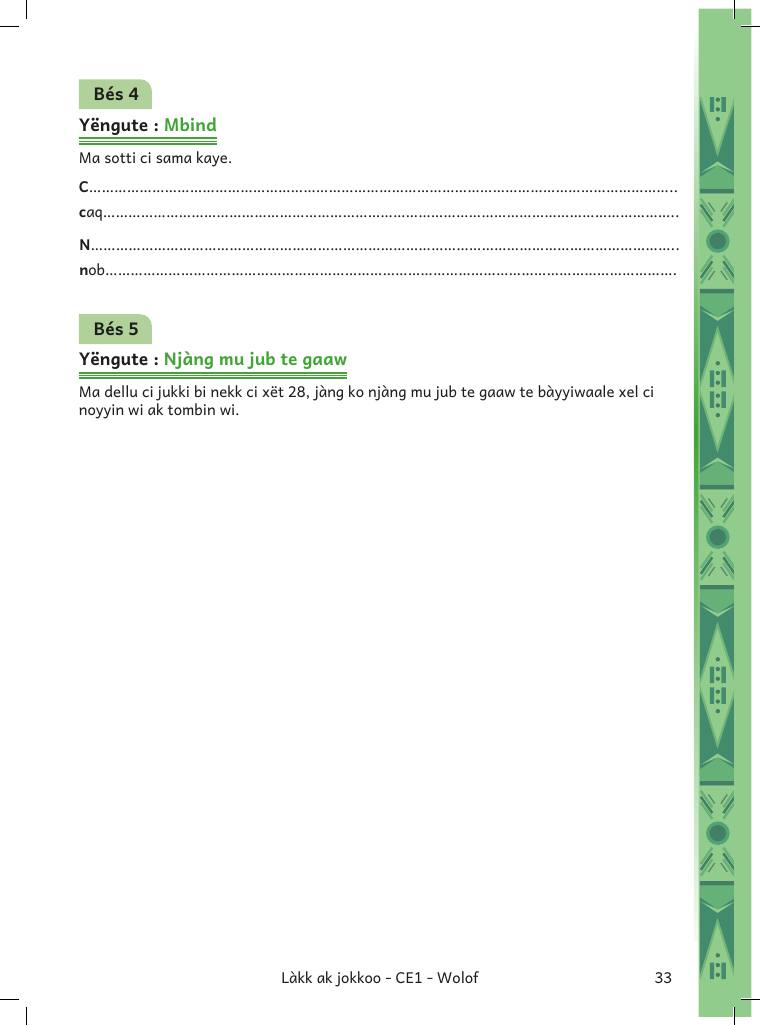 Bés 4
Yëngute : Mbind
Ma sotti ci sama kaye.
C...........................................................................................................................................
caq.......................................................................................................................................
N...........................................................................................................................................
nob.......................................................................................................................................
Bés 5
Yëngute : Njàng mu jub te gaaw
Ma dellu ci jukki bi nekk ci xët 28, jàng ko njàng mu jub te gaaw te bàyyiwaale xel ci
noyyin wi ak tombin wi.
Làkk ak jokkoo - CE1 - Wolof 33